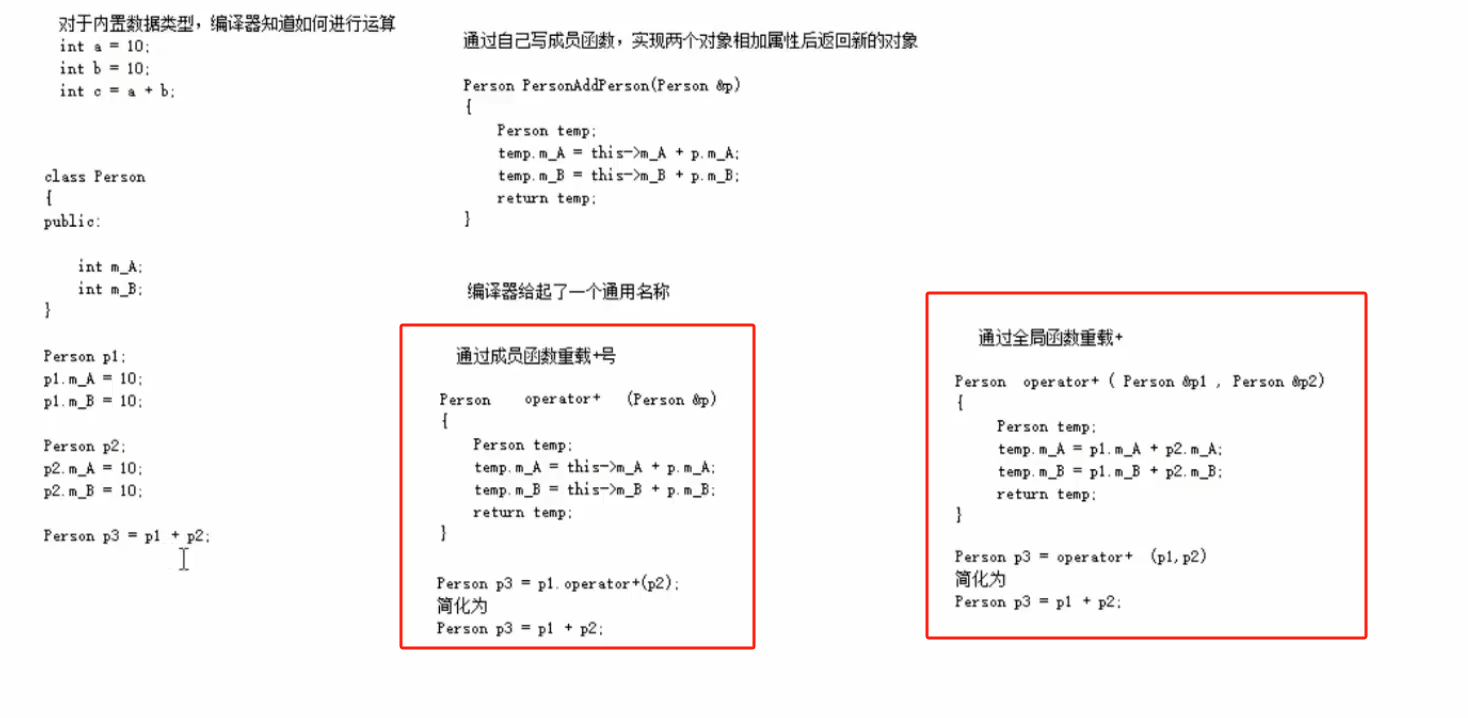 对于内置数据类型，编译器知道如何进行运算
int a = 10;
int b = 10;
int c = a + b;
class Person
{
public:
int m_A;
int m_B;
}
Person p1;
p1.m_A = 10;
p1.m_B = 10;
Person p2;
p2.m_A = 10;
p2.m_B = 10;
Person p3 = p1 + p2;
通过自己写成员函数，实现两个对象相加属性后返回新的对象
Person PersonAddPerson(Person &p)
{
Person temp;
temp.m_A = this->m_A + p.m_A;
temp.m_B = this->m_B + p.m_B;
return temp;
}
编译器给起了一个通用名称
通过成员函数重载+号
Person operator+ (Person &p)
{
Person temp;
temp.m_A = this->m_A + p.m_A;
temp.m_B = this->m_B + p.m_B;
return temp;
}
Person p3 = p1.operator+(p2);
简化为
Person p3 = p1 + p2;
通过全局函数重载+
Person operator+ ( Person &p1 , Person &p2)
{
Person temp;
temp.m_A = p1.m_A + p2.m_A;
temp.m_B = p1.m_B + p2.m_B;
return temp;
}
Person p3 = operator+ (p1,p2)
简化为
Person p3 = p1 + p2;